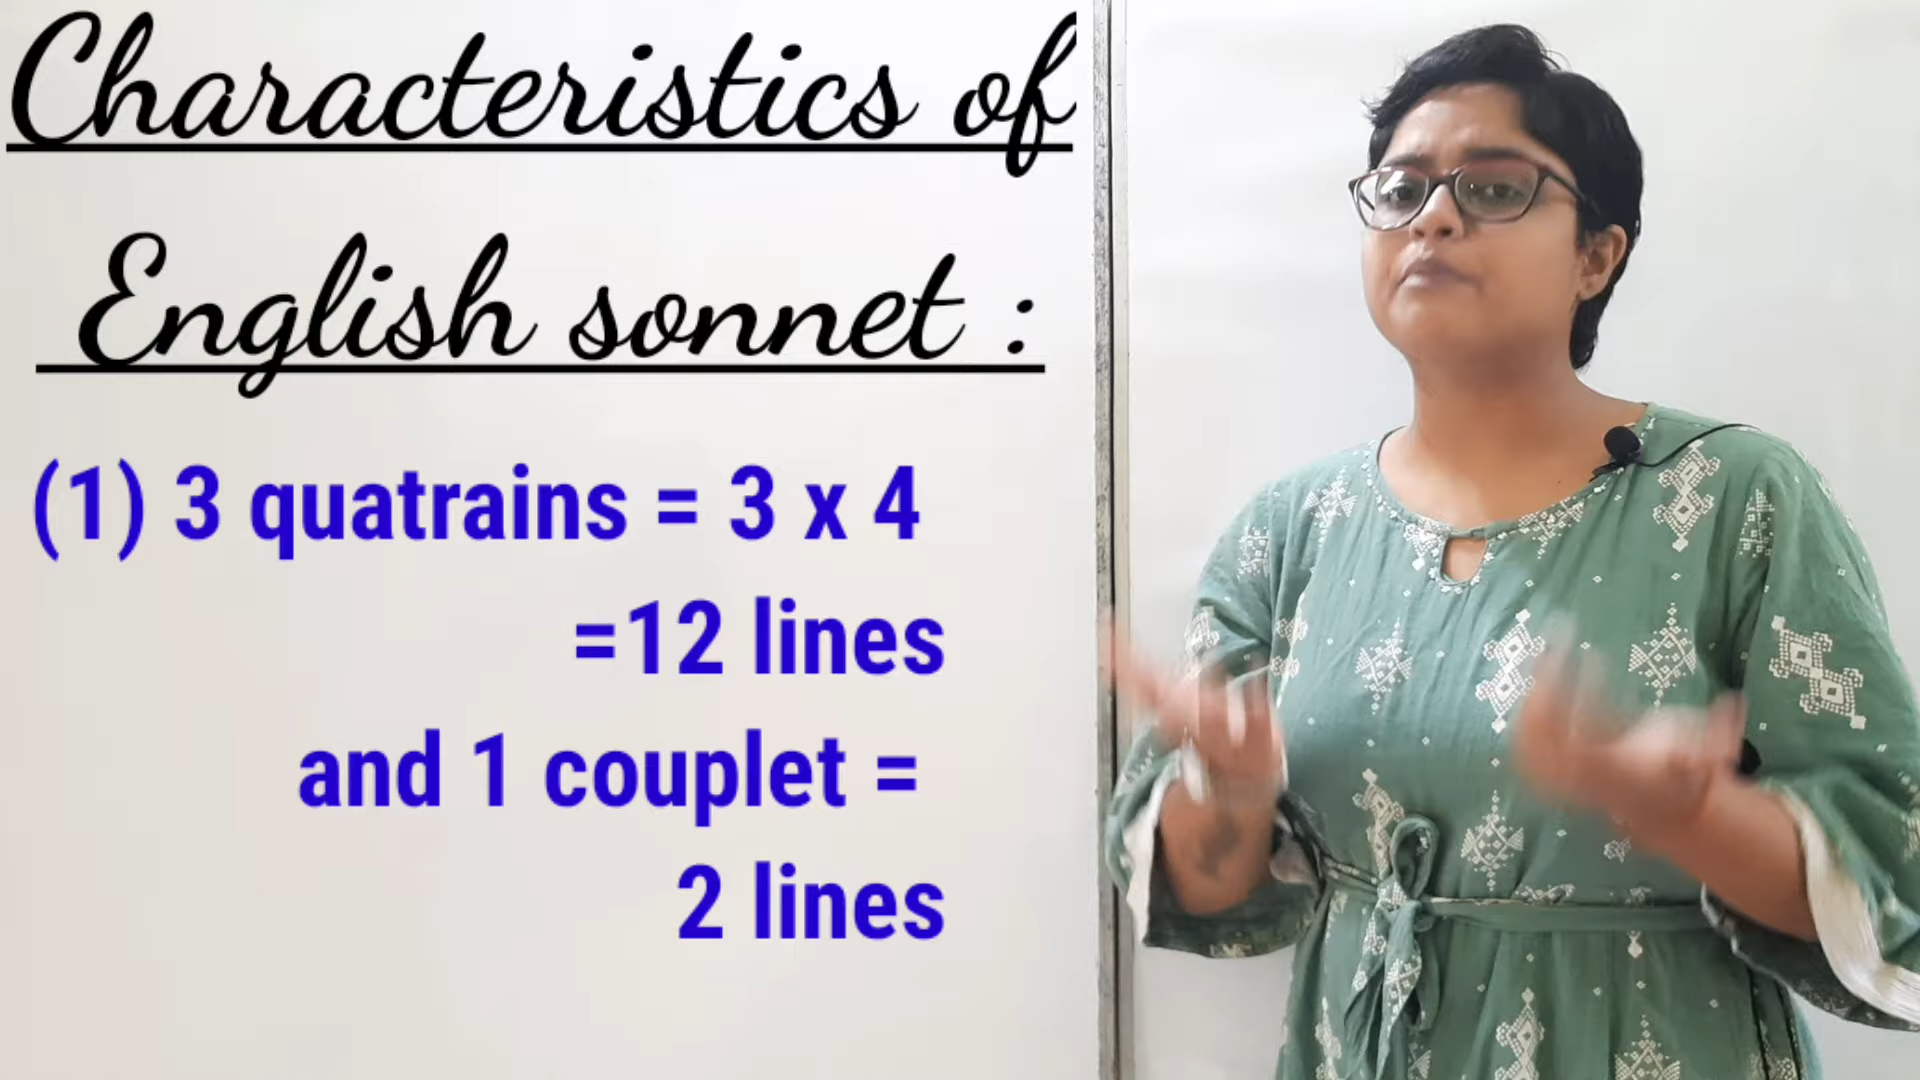 Characteristics of
English sonnet :
(1) 3 quatrains = 3 x 4
=12 lines
and 1 couplet =
2 lines